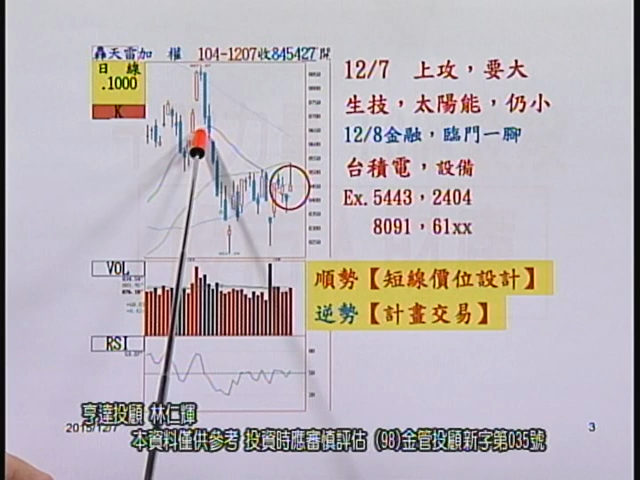 轟天雷加 權 104-1207收845427
日 線
.1000
K
12/7 上攻，要大
生技，太陽能，仍小
12/8金融，臨門一腳
台積電，設備
Ex. 5443，2404
8091，61xx
VOL
順勢【短線價位設計】
逆勢【計畫交易】
RSI
亨達投顧 林仁輝
2015/12/7
3
本資料僅供參考 投資時應審慎評估 (98)金管投顧新字第035號